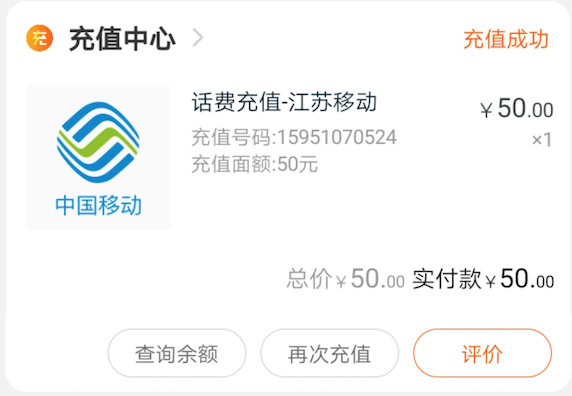 充 充值中心 充值成功
话费充值-江苏移动 ￥50.00
充值号码:15951070524 ×1
充值面额:50元
中国移动
总价￥50.00 实付款￥50.00
查询余额 再次充值 评价